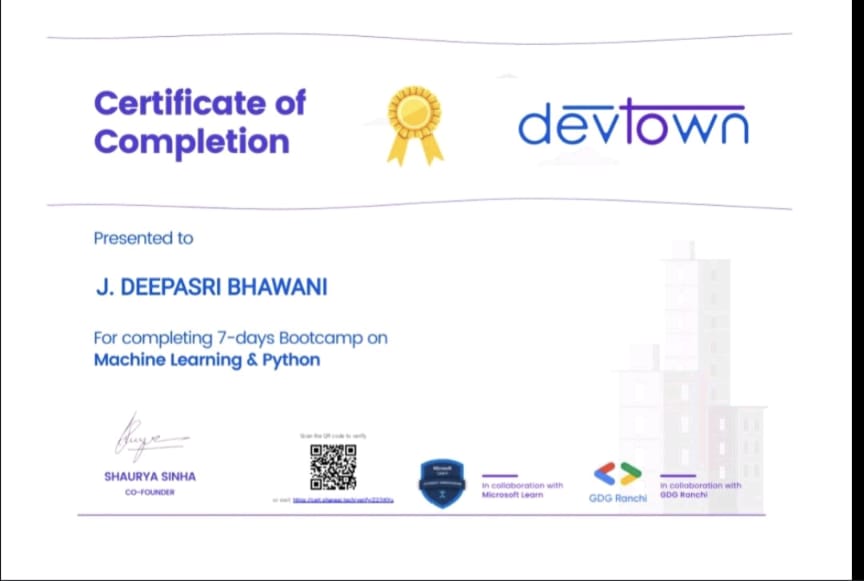 Certificate of
Completion
devtown
Presented to
J. DEEPASRI BHAWANI
For completing 7-days Bootcamp on
Machine Learning & Python
SHAURYA SINHA
CO-FOUNDER
Scan the QR code to verify
or visit
Microsoft
Learn
In collaboration with
Microsoft Learn
GDG Ranchi
In collaboration with
GDG Ranchi